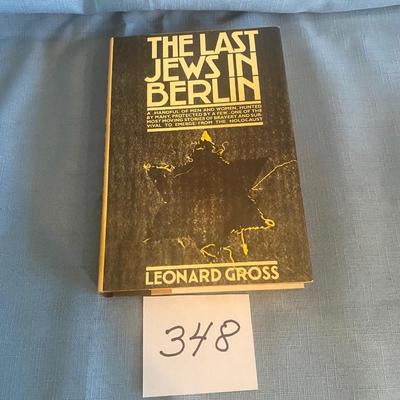 THE LAST
JEWS IN
BERLIN
A HANDFUL OF MEN AND WOMEN, HUNTED
BY MANY, PROTECTED BY A FEW. ONE OF THE
MOST MOVING STORIES OF BRAVERY AND SUR-
VIVAL TO EMERGE FROM THE HOLOCAUST
LEONARD GROSS
348